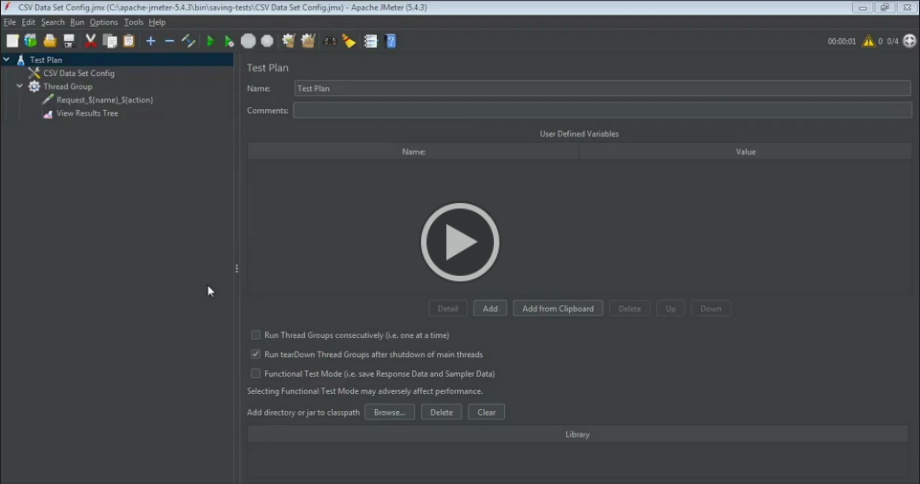 CSV Data Set Config.jmx (C:\apache-jmeter-5.4.3\bin\saving-tests\CSV Data Set Config.jmx) - Apache JMeter (5.4.3)
File Edit Search Run Options Tools Help
00:00:01 0 0/4
Test Plan
CSV Data Set Config
Thread Group
Request_${name}_${action}
View Results Tree
Test Plan
Name: Test Plan
Comments:
User Defined Variables
Name: Value
Detail Add Add from Clipboard Delete Up Down
Run Thread Groups consecutively (i.e. one at a time)
Run tearDown Thread Groups after shutdown of main threads
Functional Test Mode (i.e. save Response Data and Sampler Data)
Selecting Functional Test Mode may adversely affect performance.
Add directory or jar to classpath Browse... Delete Clear
Library